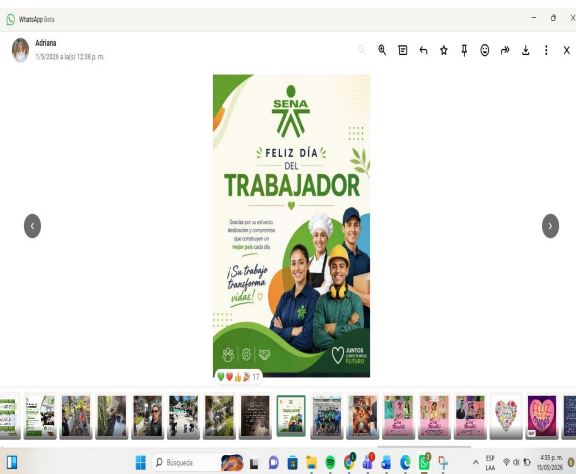 WhatsApp Beta
Adriana
1/5/2026 a la(s) 12:38 p. m.
SENA
FELIZ DÍA
DEL
TRABAJADOR
Gracias por su esfuerzo,
dedicación y compromiso
que construyen un
mejor país cada día.
¡Su trabajo
transforma
vidas!
JUNTOS
CONSTRUIMOS
FUTURO
17
Búsqueda
ESP
LAA
4:35 p. m.
15/05/2026